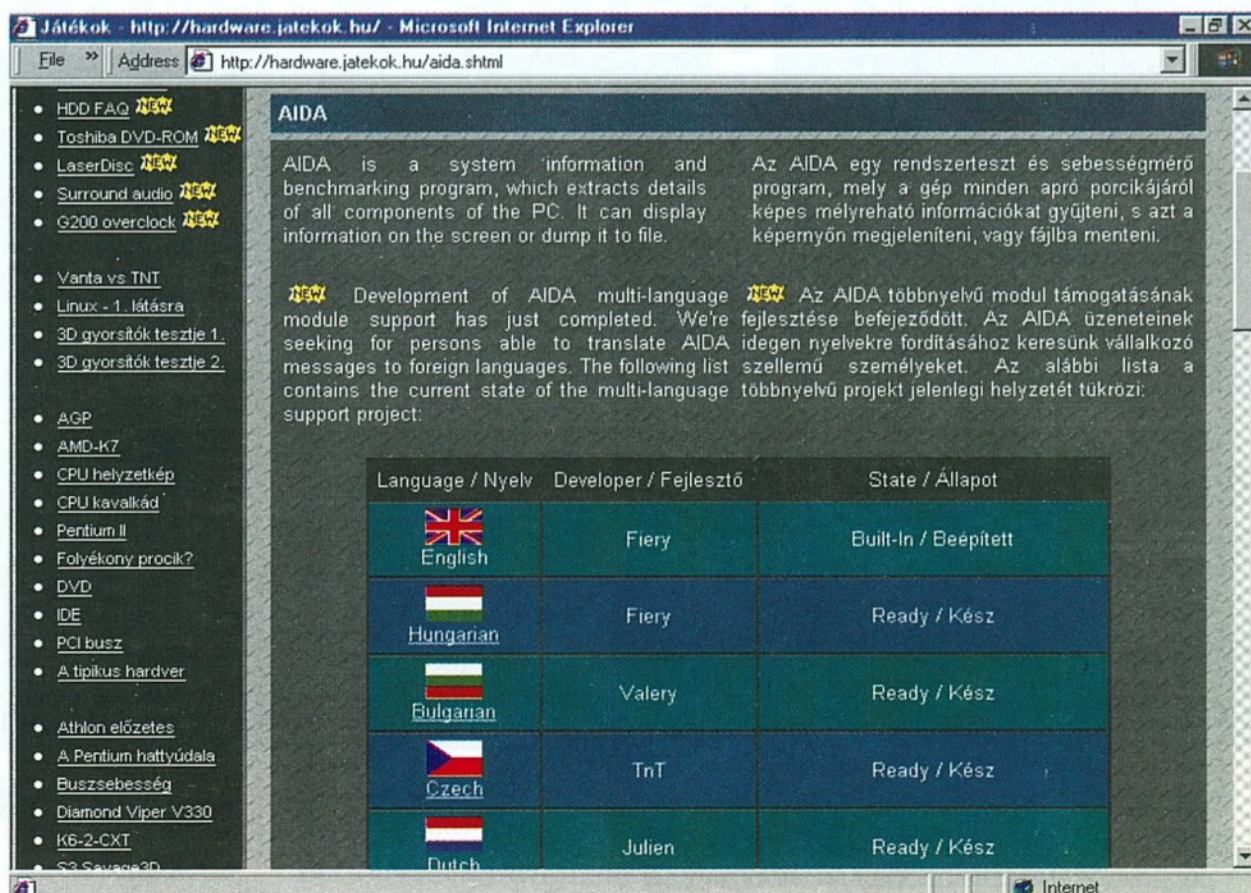 Játékok - http://hardware.jatekok.hu/ - Microsoft Internet Explorer
File » Address http://hardware.jatekok.hu/aida.shtml
HDD FAQ NEW
Toshiba DVD-ROM NEW
LaserDisc NEW
Surround audio NEW
G200 overclock NEW
Vanta vs TNT
Linux - 1. látásra
3D gyorsítók tesztje 1.
3D gyorsítók tesztje 2.
AGP
AMD-K7
CPU helyzetkép
CPU kavalkád
Pentium II
Folyékony procik?
DVD
IDE
PCI busz
A tipikus hardver
Athlon előzetes
A Pentium hattyúdala
Buszsebesség
Diamond Viper V330
K6-2-CXT
S3 Savage3D
AIDA
AIDA is a system information and
benchmarking program, which extracts details
of all components of the PC. It can display
information on the screen or dump it to file.
Az AIDA egy rendszerteszt és sebességmérő
program, mely a gép minden apró porcikájáról
képes mélyreható információkat gyűjteni, s azt a
képernyőn megjeleníteni, vagy fájlba menteni.
NEW Development of AIDA multi-language
module support has just completed. We're
seeking for persons able to translate AIDA
messages to foreign languages. The following list
contains the current state of the multi-language
support project:
NEW Az AIDA többnyelvű modul támogatásának
fejlesztése befejeződött. Az AIDA üzeneteinek
idegen nyelvekre fordításához keresünk vállalkozó
szellemű személyeket. Az alábbi lista a
többnyelvű projekt jelenlegi helyzetét tükrözi:
Language / Nyelv Developer / Fejlesztő State / Állapot
English Fiery Built-In / Beépített
Hungarian Fiery Ready / Kész
Bulgarian Valery Ready / Kész
Czech TnT Ready / Kész
Dutch Julien Ready / Kész
Internet